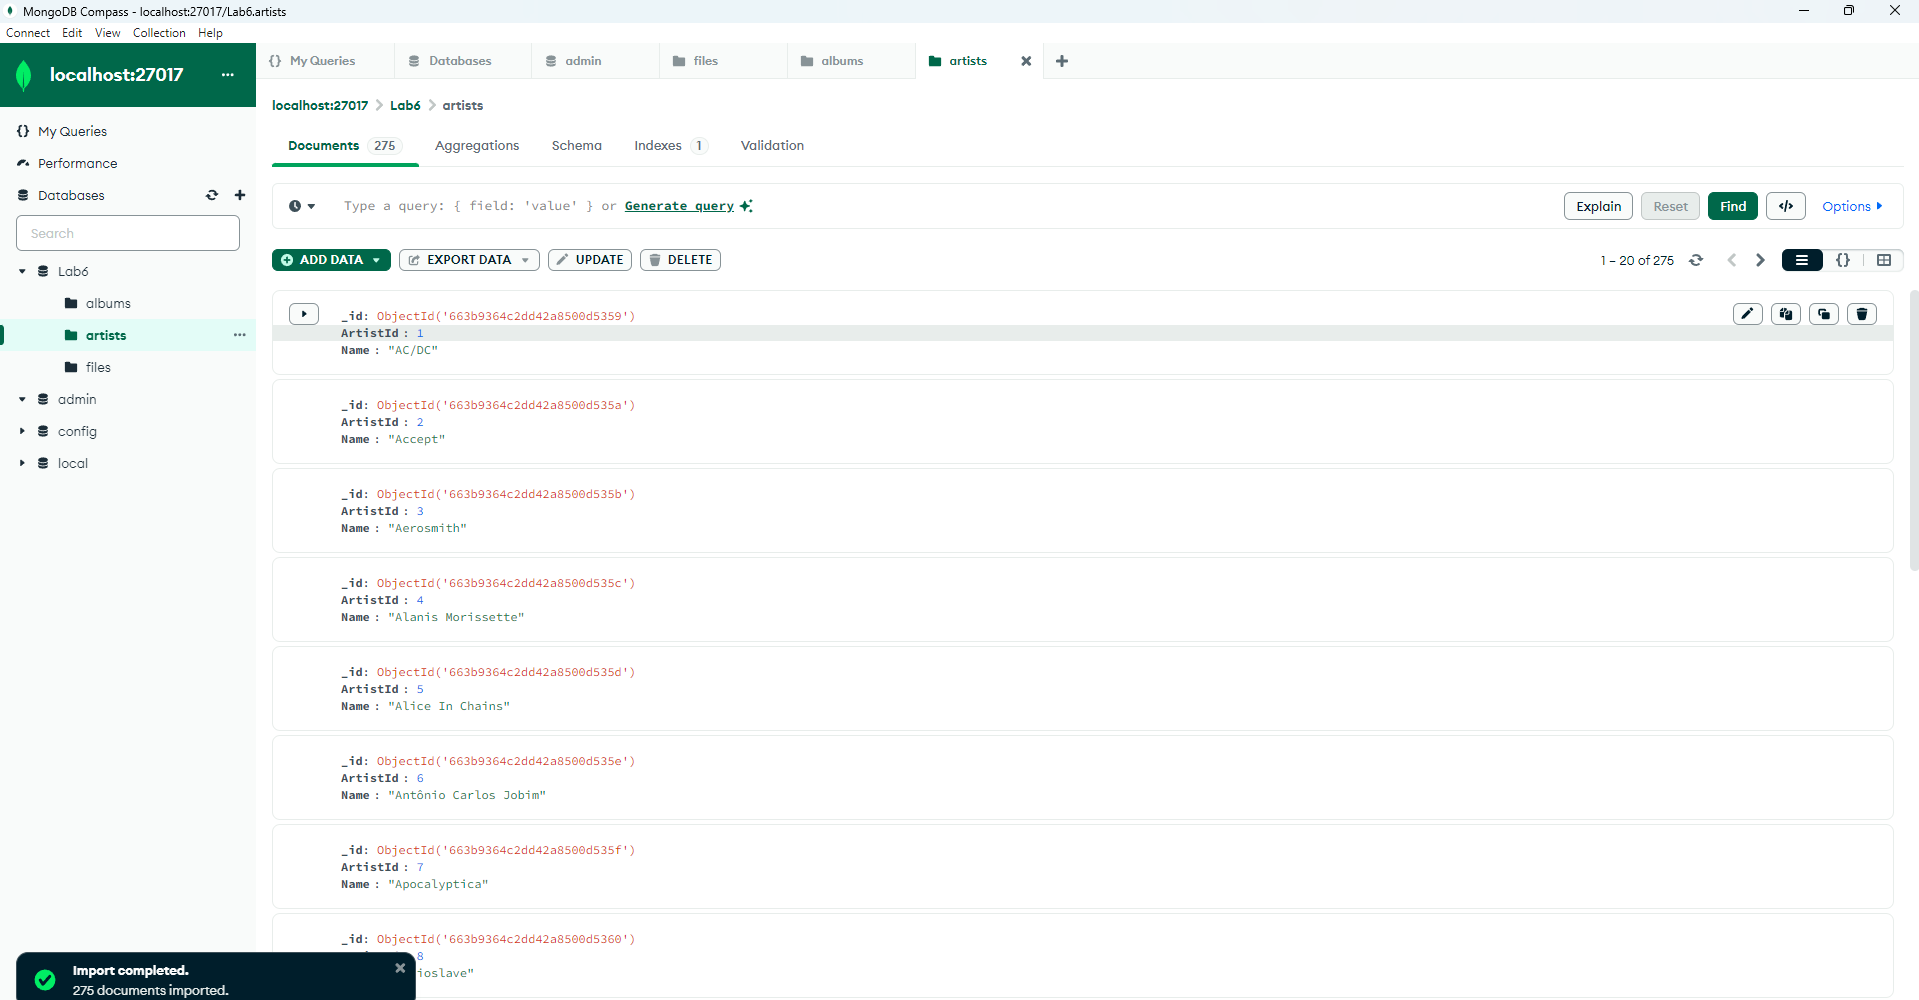 MongoDB Compass - localhost:27017/Lab6.artists
Connect Edit View Collection Help
localhost:27017 ...
My Queries
Performance
Databases
Search
Lab6
albums
artists ...
files
admin
config
local
{} My Queries Databases admin files albums artists
localhost:27017 > Lab6 > artists
Documents 275 Aggregations Schema Indexes 1 Validation
Type a query: { field: 'value' } or Generate query
Explain Reset Find </> Options
ADD DATA EXPORT DATA UPDATE DELETE
1 – 20 of 275
{}
_id: ObjectId('663b9364c2dd42a8500d5359')
ArtistId : 1
Name : "AC/DC"
_id: ObjectId('663b9364c2dd42a8500d535a')
ArtistId : 2
Name : "Accept"
_id: ObjectId('663b9364c2dd42a8500d535b')
ArtistId : 3
Name : "Aerosmith"
_id: ObjectId('663b9364c2dd42a8500d535c')
ArtistId : 4
Name : "Alanis Morissette"
_id: ObjectId('663b9364c2dd42a8500d535d')
ArtistId : 5
Name : "Alice In Chains"
_id: ObjectId('663b9364c2dd42a8500d535e')
ArtistId : 6
Name : "Antônio Carlos Jobim"
_id: ObjectId('663b9364c2dd42a8500d535f')
ArtistId : 7
Name : "Apocalyptica"
_id: ObjectId('663b9364c2dd42a8500d5360')
8
ioslave"
Import completed.
275 documents imported.